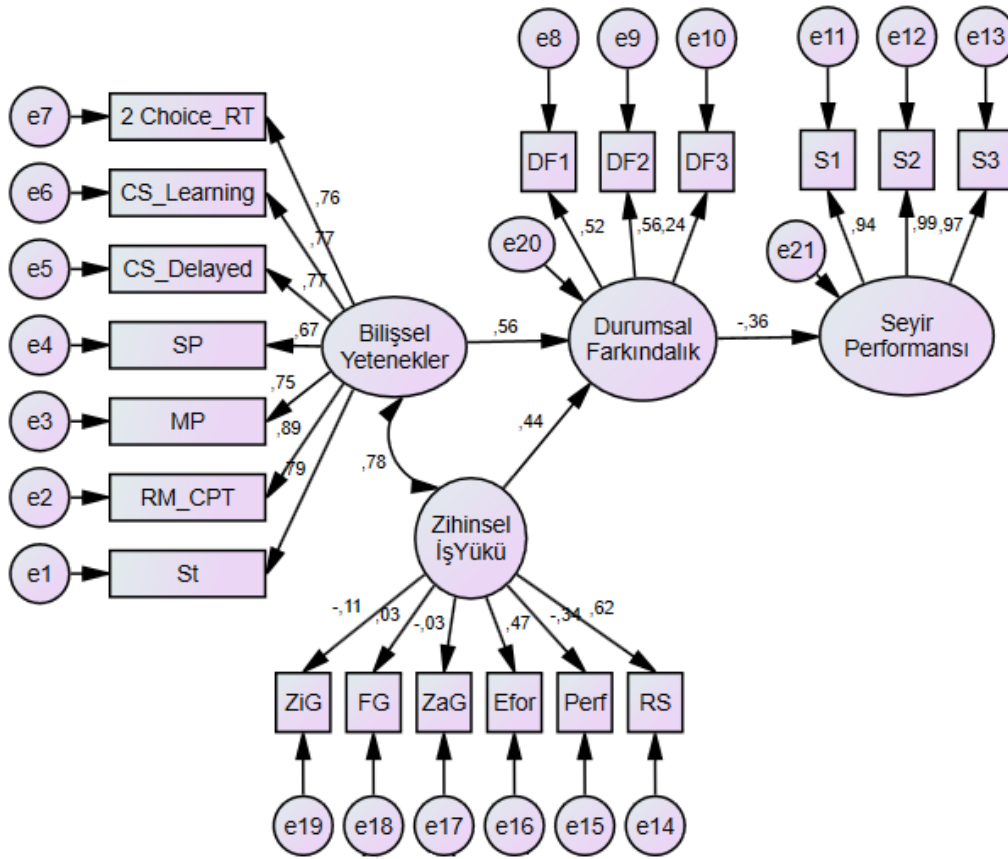 e8
e9
e10
e11
e12
e13
e7
2 Choice_RT
e6
CS_Learning
e5
CS_Delayed
e4
SP
e3
MP
e2
RM_CPT
e1
St
,76
,77
,77
,67
,75
,89
,79
Bilişsel
Yetenekler
,56
DF1
DF2
DF3
,52
,56
,24
e20
Durumsal
Farkındalık
-,36
S1
S2
S3
,94
,99
,97
e21
Seyir
Performansı
,44
,78
Zihinsel
İşYükü
-,11
,03
-,03
,47
-,34
,62
ZiG
FG
ZaG
Efor
Perf
RS
e19
e18
e17
e16
e15
e14